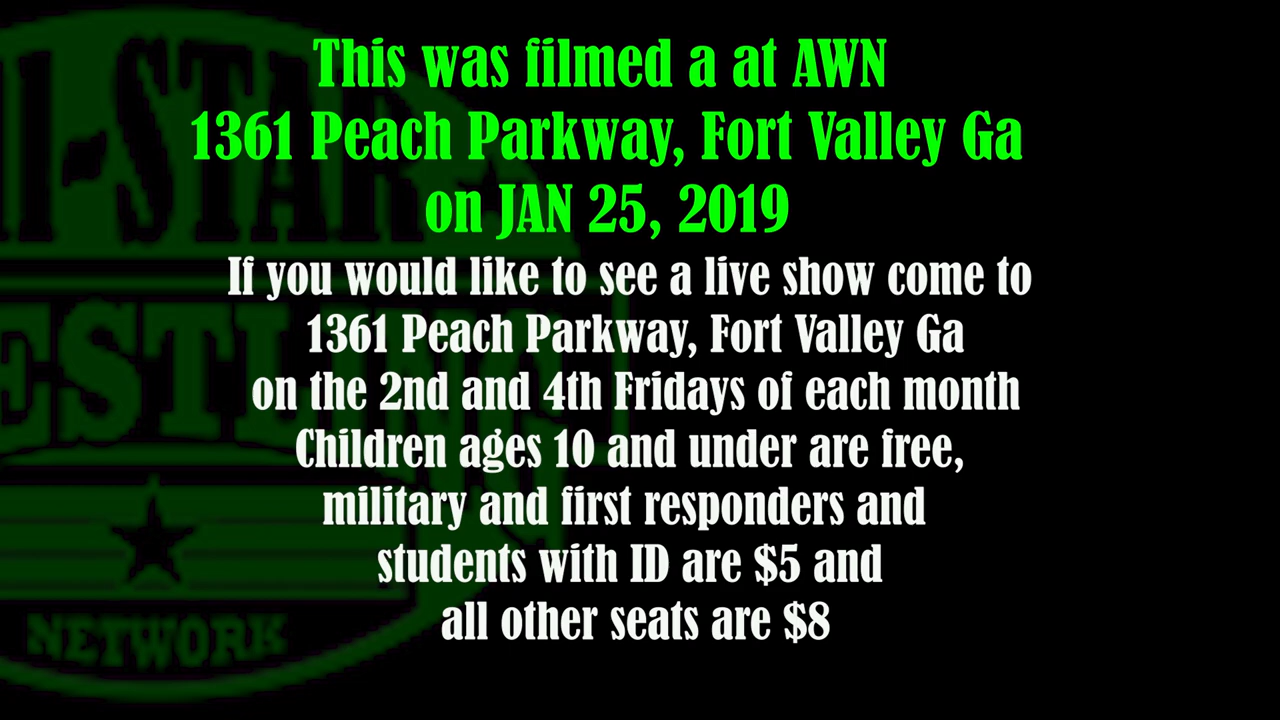 This was filmed a at AWN
1361 Peach Parkway, Fort Valley Ga
on JAN 25, 2019
If you would like to see a live show come to
1361 Peach Parkway, Fort Valley Ga
on the 2nd and 4th Fridays of each month
Children ages 10 and under are free,
military and first responders and
students with ID are $5 and
all other seats are $8
-STAR
NETWORK